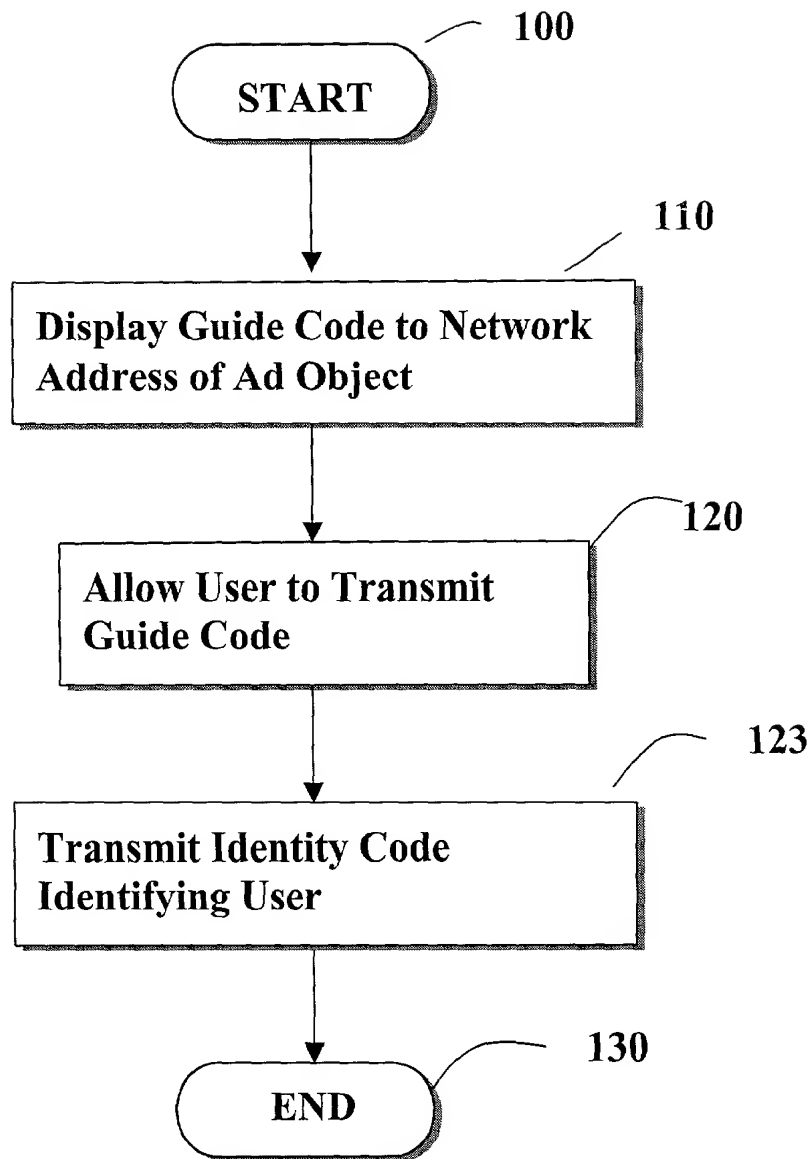 100
START
110
Display Guide Code to Network
Address of Ad Object
120
Allow User to Transmit
Guide Code
123
Transmit Identity Code
Identifying User
130
END